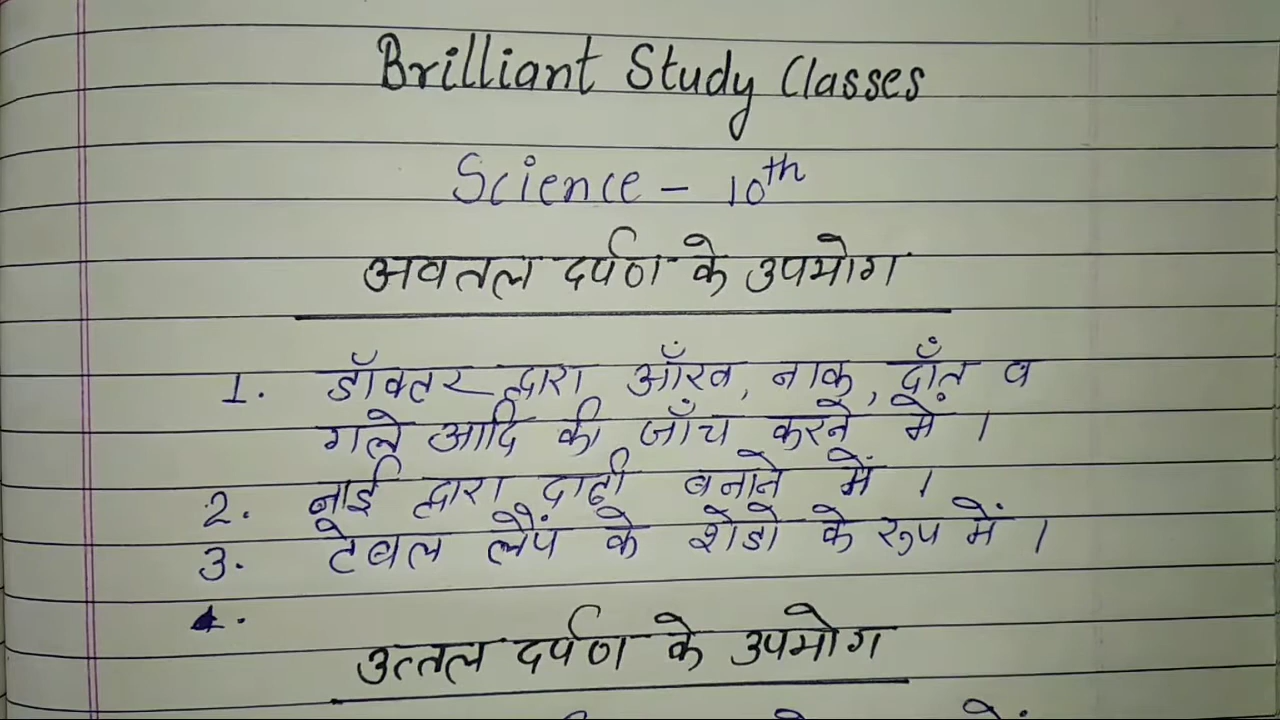 Brilliant Study Classes
Science - 10th
अवतल दर्पण के उपयोग
1. डॉक्टर द्वारा आँख, नाक, दाँत व
गले आदि की जाँच करने में ।
2. नाई द्वारा दाढ़ी बनाने में ।
3. टेबल लैंप के शेडो के रूप में ।
4.
उत्तल दर्पण के उपयोग